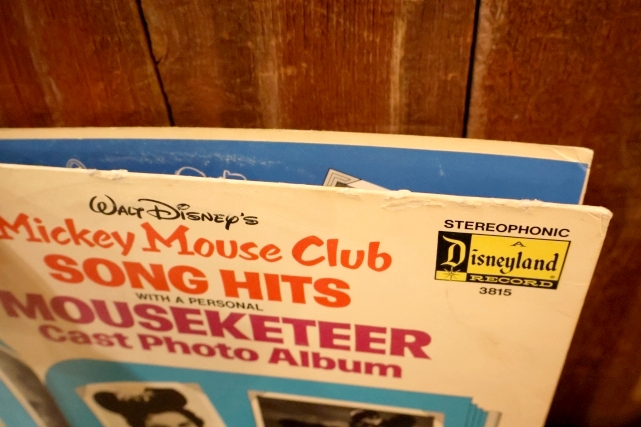 Walt Disney's
Mickey Mouse Club
SONG HITS
WITH A PERSONAL
MOUSEKETEER
Cast Photo Album
STEREOPHONIC
A
Disneyland
RECORD
3815